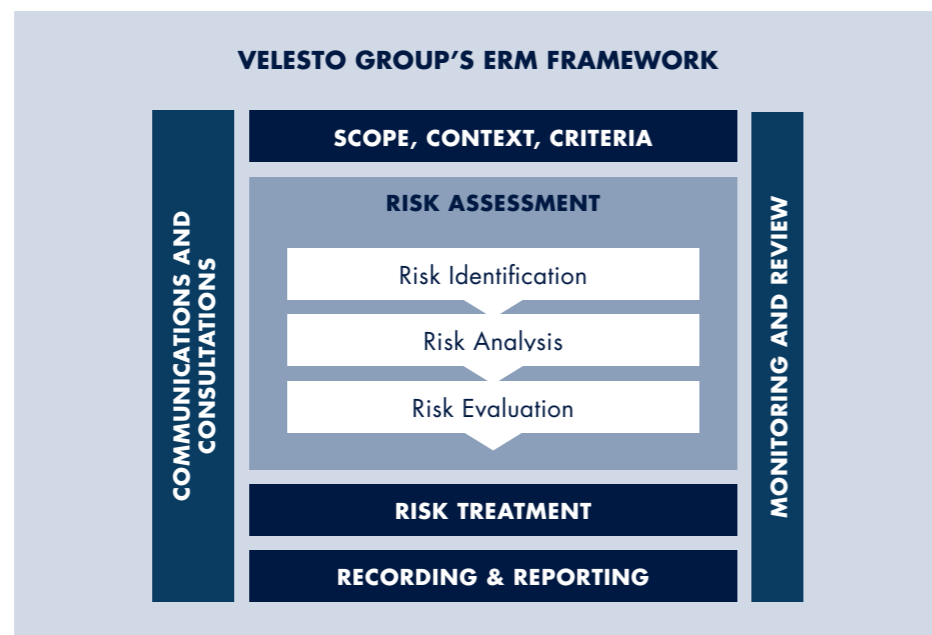 VELESTO GROUP’S ERM FRAMEWORK
SCOPE, CONTEXT, CRITERIA
COMMUNICATIONS AND
CONSULTATIONS
RISK ASSESSMENT
Risk Identification
Risk Analysis
Risk Evaluation
MONITORING AND REVIEW
RISK TREATMENT
RECORDING & REPORTING